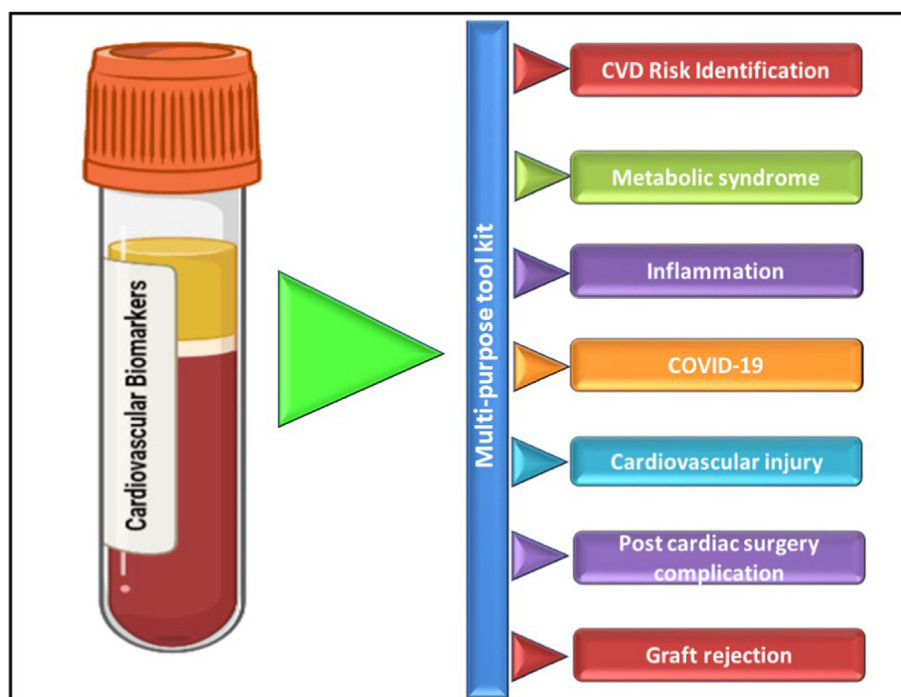 Cardiovascular Biomarkers
Multi-purpose tool kit
CVD Risk Identification
Metabolic syndrome
Inflammation
COVID-19
Cardiovascular injury
Post cardiac surgery
complication
Graft rejection